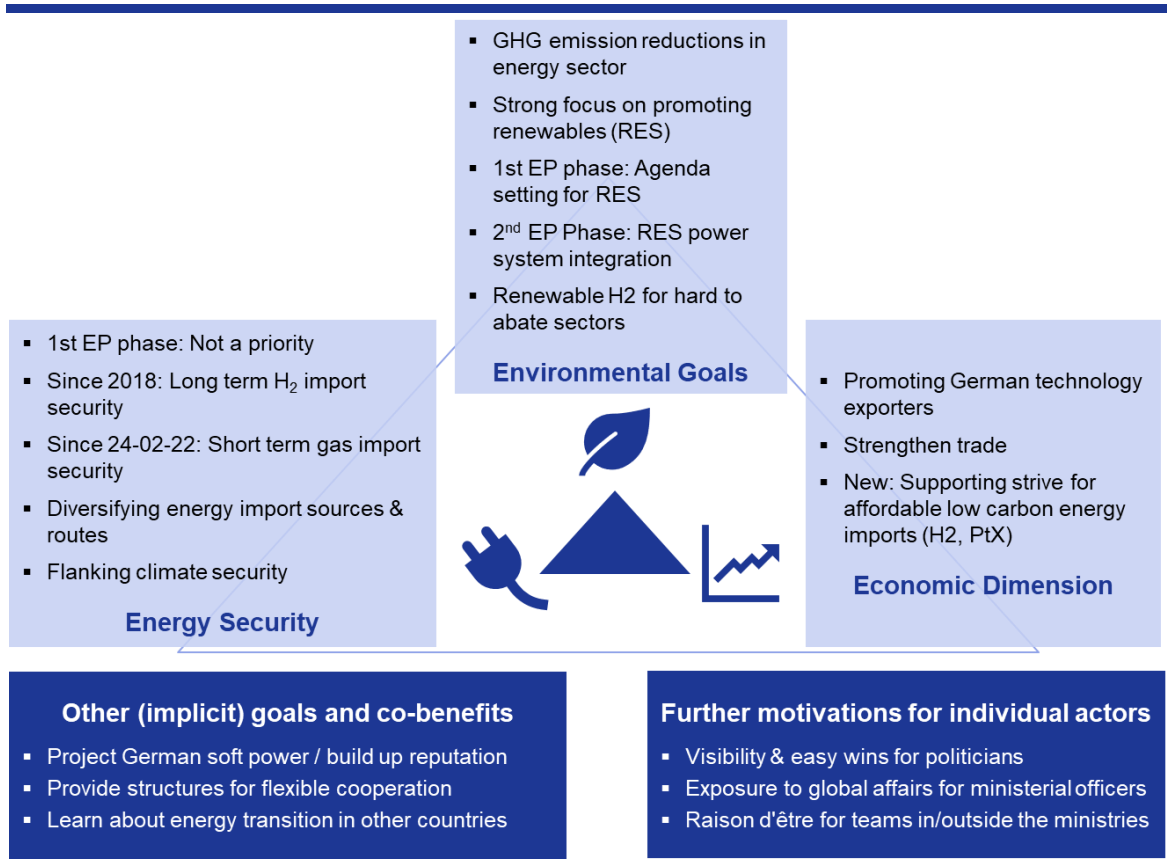 ▪ GHG emission reductions in
energy sector
▪ Strong focus on promoting
renewables (RES)
▪ 1st EP phase: Agenda
setting for RES
▪ 2nd EP Phase: RES power
system integration
▪ Renewable H2 for hard to
abate sectors
Environmental Goals
▪ 1st EP phase: Not a priority
▪ Since 2018: Long term H₂ import
security
▪ Since 24-02-22: Short term gas import
security
▪ Diversifying energy import sources &
routes
▪ Flanking climate security
Energy Security
▪ Promoting German technology
exporters
▪ Strengthen trade
▪ New: Supporting strive for
affordable low carbon energy
imports (H2, PtX)
Economic Dimension
Other (implicit) goals and co-benefits
▪ Project German soft power / build up reputation
▪ Provide structures for flexible cooperation
▪ Learn about energy transition in other countries
Further motivations for individual actors
▪ Visibility & easy wins for politicians
▪ Exposure to global affairs for ministerial officers
▪ Raison d'être for teams in/outside the ministries